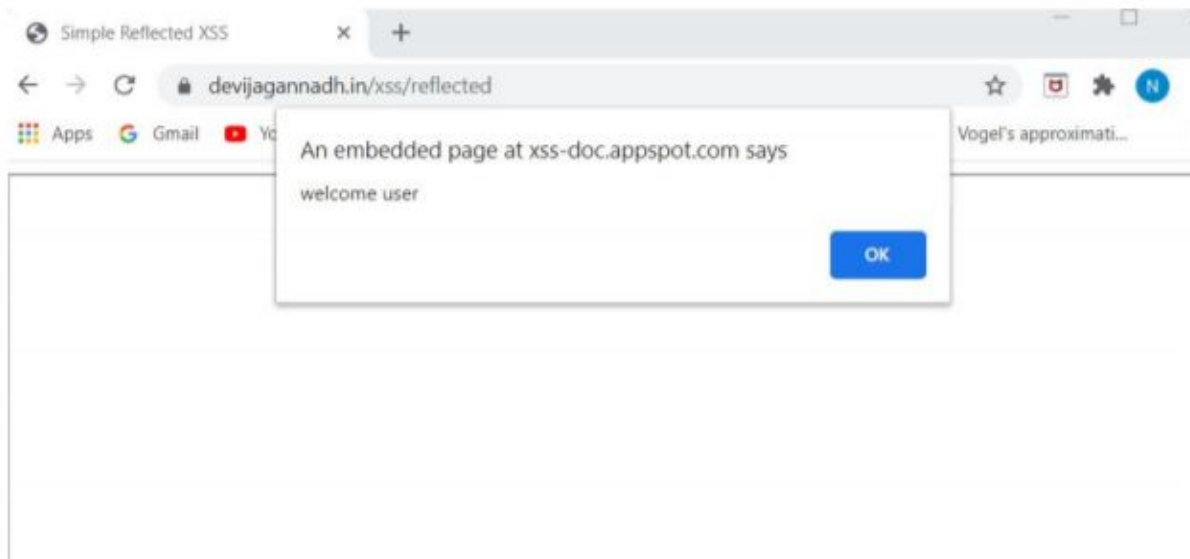 Simple Reflected XSS
devijagannadh.in/xss/reflected
N
Apps Gmail Yo Vogel's approximati...
An embedded page at xss-doc.appspot.com says
welcome user
OK